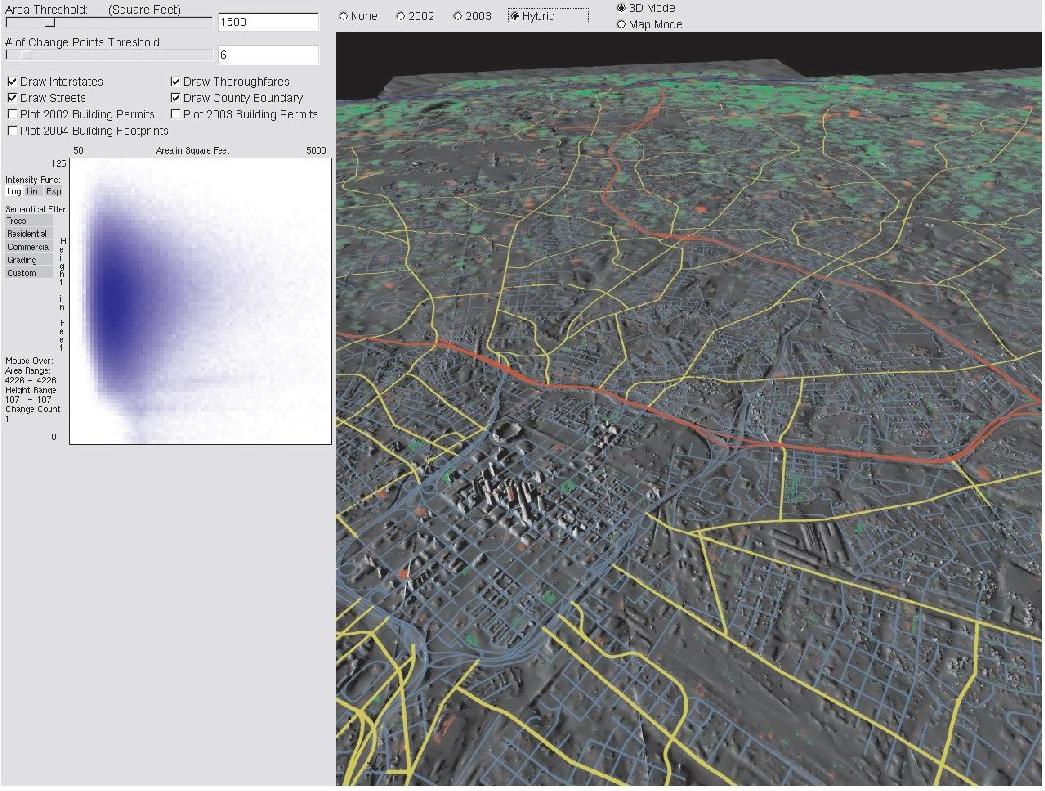 Area Threshold: (Square Feet)
1500
# of Change Points Threshold
6
Draw Interstates
Draw Thoroughfares
Draw Streets
Draw County Boundary
Plot 2002 Building Permits
Plot 2003 Building Permits
Plot 2004 Building Footprints
50 Area in Square Feet 5000
125
Intensity Func:
Log Lin Exp
Semantical Filter
Trees
Residential
Commercial
Grading
Custom
Height in Feet
Mouse Over:
Area Range:
4226 - 4226
Height Range
107 - 107
Change Count
1
0
None 2002 2003 Hybrid
3D Mode
Map Mode